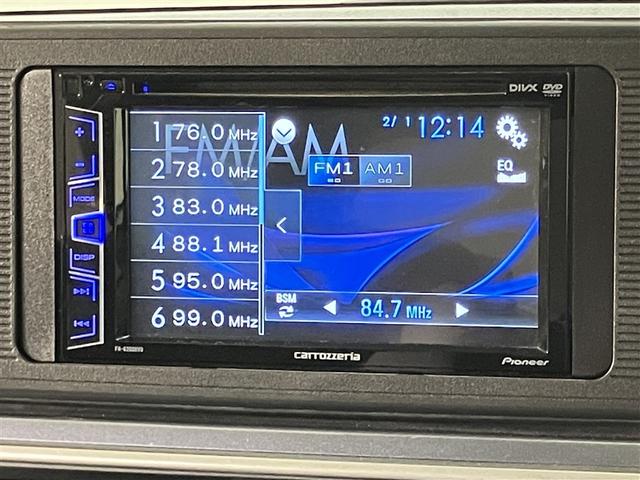 DIVX DVD VIDEO
FM/AM
2/ 1 12:14
EQ
FM1 AM1
1 76.0 MHz
2 78.0 MHz
3 83.0 MHz
4 88.1 MHz
5 95.0 MHz
6 99.0 MHz
BSM
84.7 MHz
+
−
MODE
DISP
carrozzeria
Pioneer